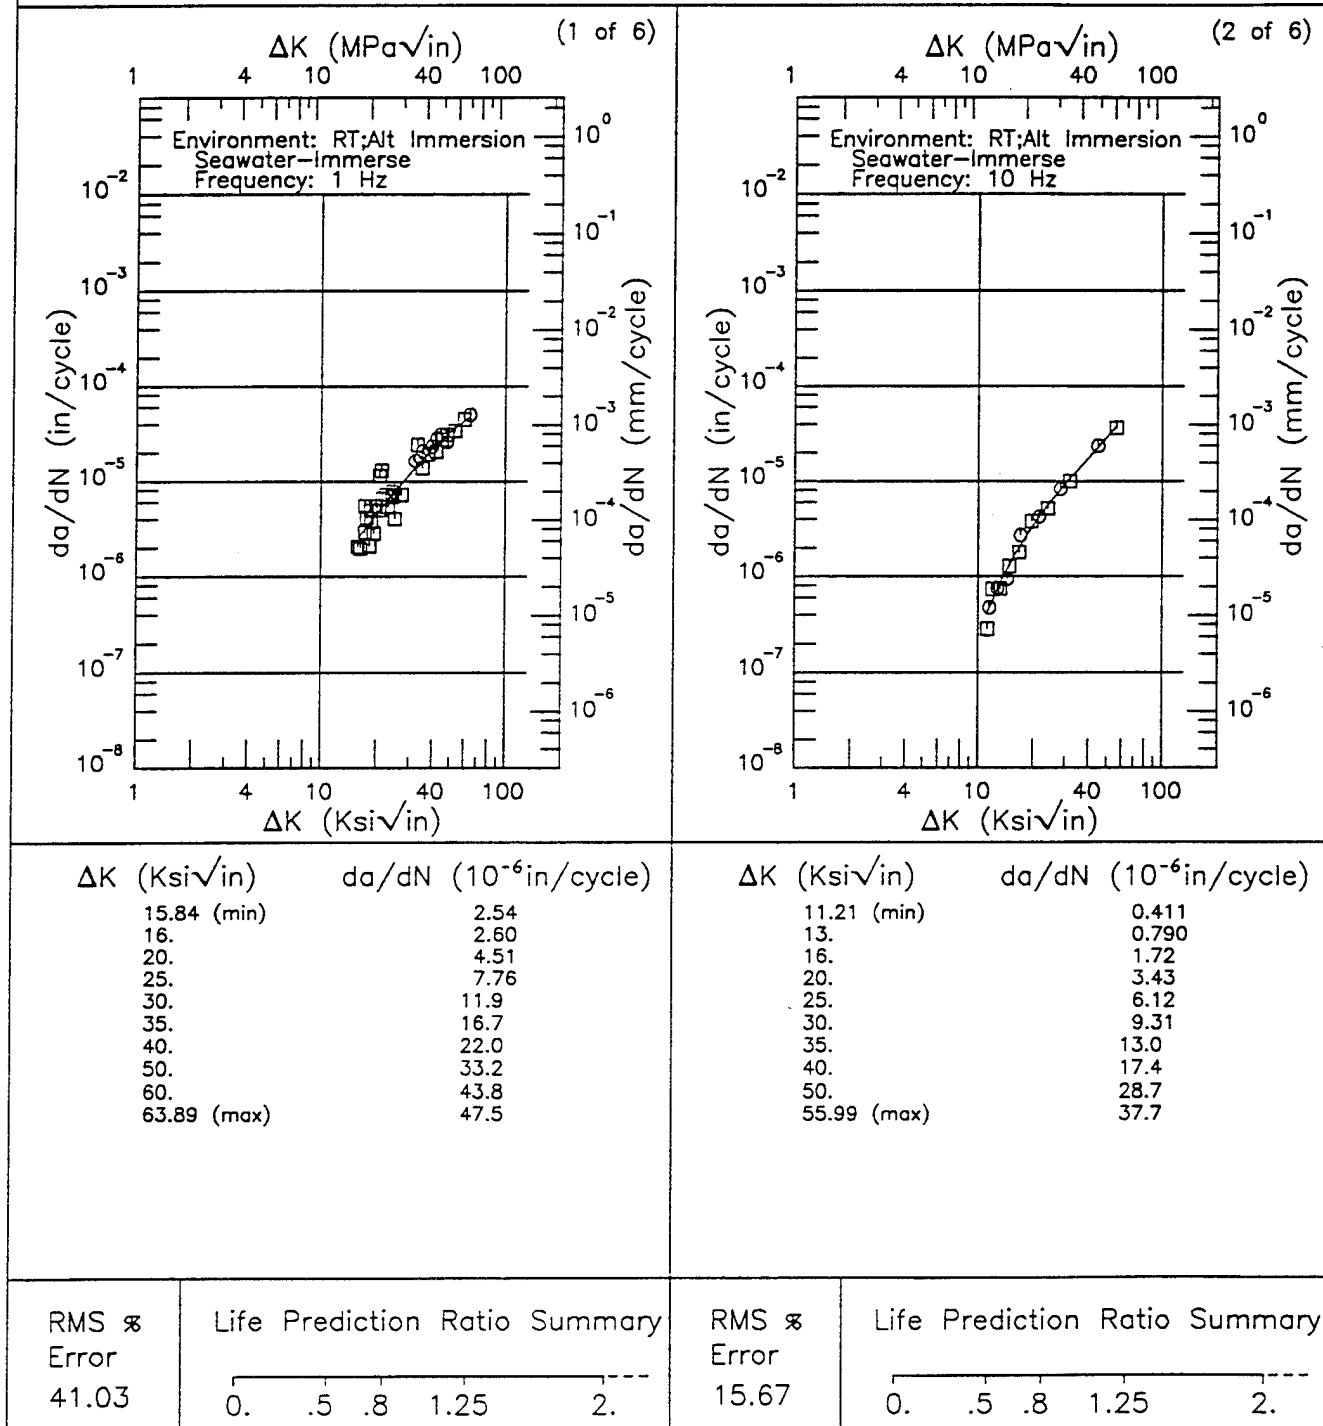 (1 of 6)
ΔK (MPa√in)
1 4 10 40 100
Environment: RT;Alt Immersion
Seawater-Immerse
Frequency: 1 Hz
10⁰
10⁻²
10⁻¹
10⁻³
10⁻²
10⁻⁴
10⁻³
10⁻⁵
10⁻⁴
10⁻⁶
10⁻⁵
10⁻⁷
10⁻⁶
10⁻⁸
da/dN (in/cycle)
da/dN (mm/cycle)
1 4 10 40 100
ΔK (Ksi√in)
ΔK (Ksi√in) da/dN (10⁻⁶in/cycle)
15.84 (min) 2.54
16. 2.60
20. 4.51
25. 7.76
30. 11.9
35. 16.7
40. 22.0
50. 33.2
60. 43.8
63.89 (max) 47.5
RMS % Error
41.03
Life Prediction Ratio Summary
0. .5 .8 1.25 2.
(2 of 6)
ΔK (MPa√in)
1 4 10 40 100
Environment: RT;Alt Immersion
Seawater-Immerse
Frequency: 10 Hz
10⁰
10⁻²
10⁻¹
10⁻³
10⁻²
10⁻⁴
10⁻³
10⁻⁵
10⁻⁴
10⁻⁶
10⁻⁵
10⁻⁷
10⁻⁶
10⁻⁸
da/dN (in/cycle)
da/dN (mm/cycle)
1 4 10 40 100
ΔK (Ksi√in)
ΔK (Ksi√in) da/dN (10⁻⁶in/cycle)
11.21 (min) 0.411
13. 0.790
16. 1.72
20. 3.43
25. 6.12
30. 9.31
35. 13.0
40. 17.4
50. 28.7
55.99 (max) 37.7
RMS % Error
15.67
Life Prediction Ratio Summary
0. .5 .8 1.25 2.